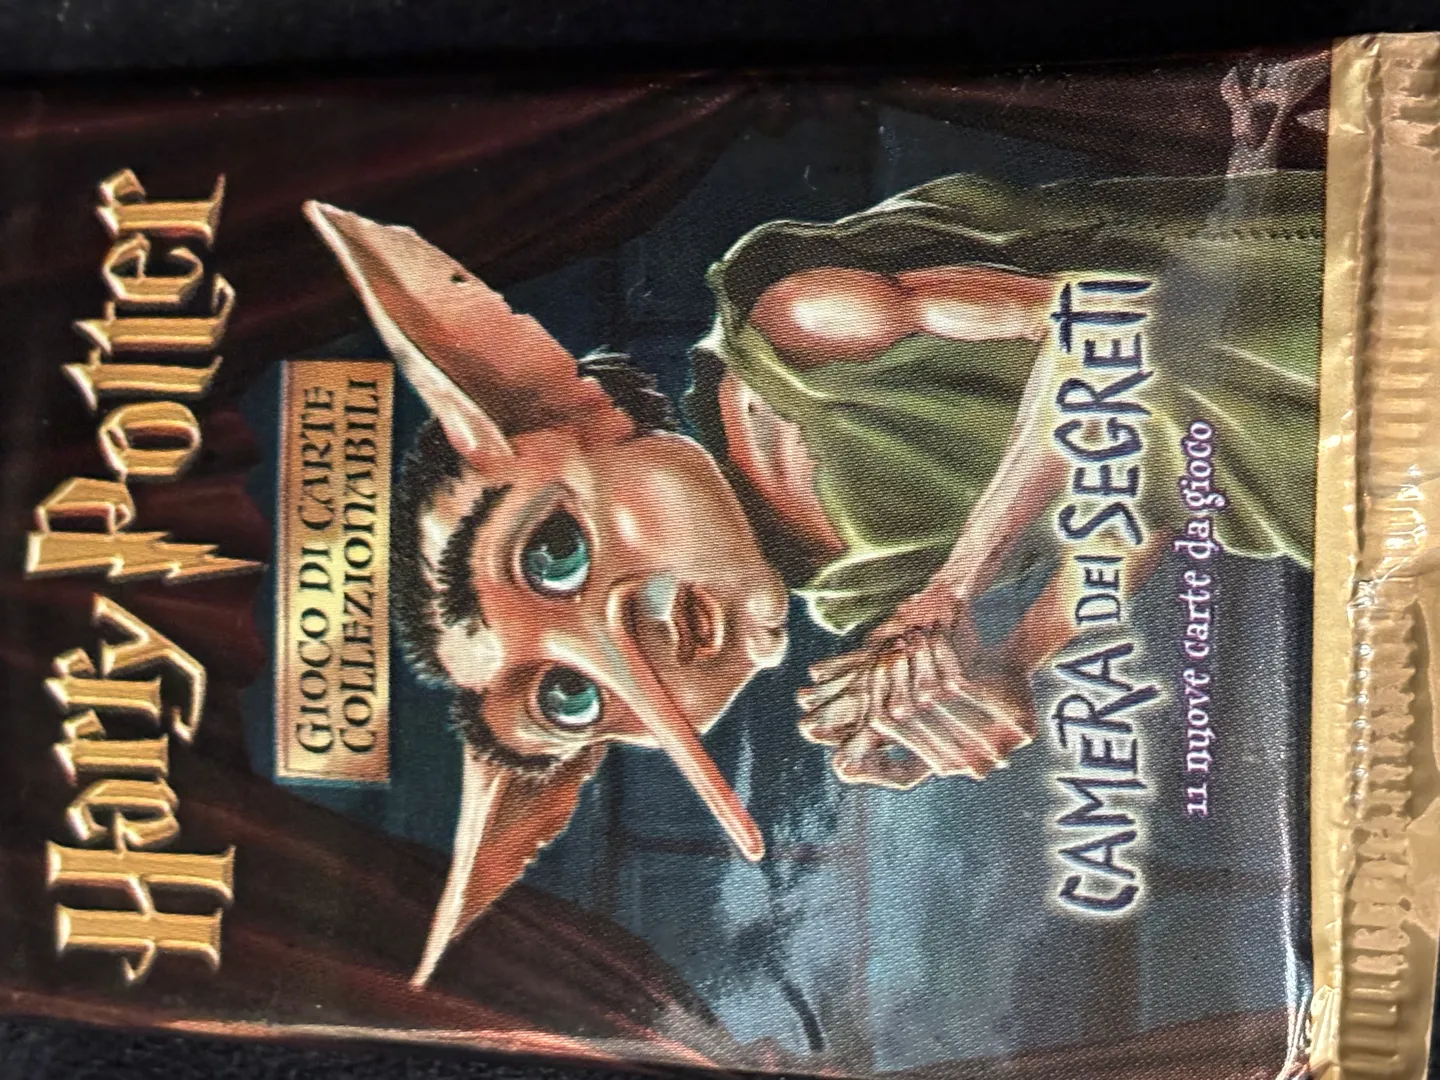 Harry Potter
GIOCO DI CARTE
COLLEZIONABILI
CAMERA DEI SEGRETI
11 nuove carte da gioco